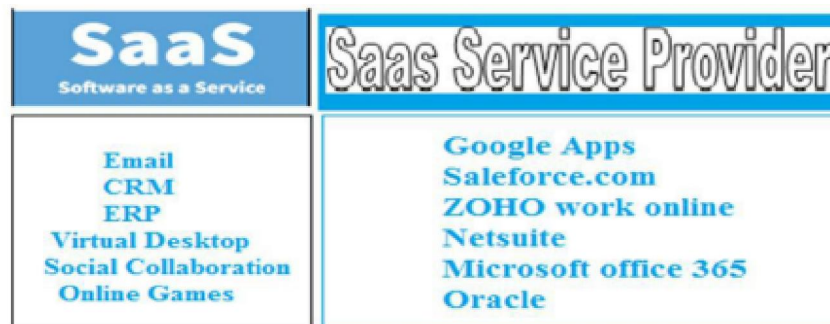 SaaS
Software as a Service
Saas Service Provider
Email
CRM
ERP
Virtual Desktop
Social Collaboration
Online Games
Google Apps
Saleforce.com
ZOHO work online
Netsuite
Microsoft office 365
Oracle